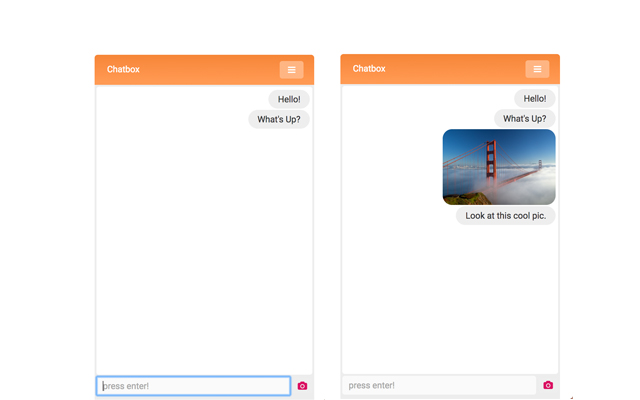 Chatbox
Hello!
What's Up?
press enter!
Chatbox
Hello!
What's Up?
Look at this cool pic.
press enter!